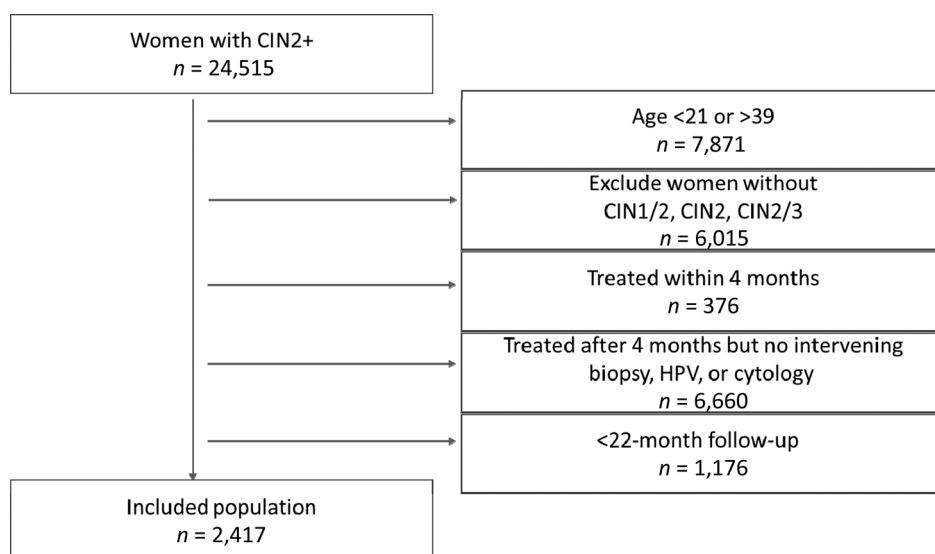 Women with CIN2+
n = 24,515
Age <21 or >39
n = 7,871
Exclude women without
CIN1/2, CIN2, CIN2/3
n = 6,015
Treated within 4 months
n = 376
Treated after 4 months but no intervening
biopsy, HPV, or cytology
n = 6,660
<22-month follow-up
n = 1,176
Included population
n = 2,417